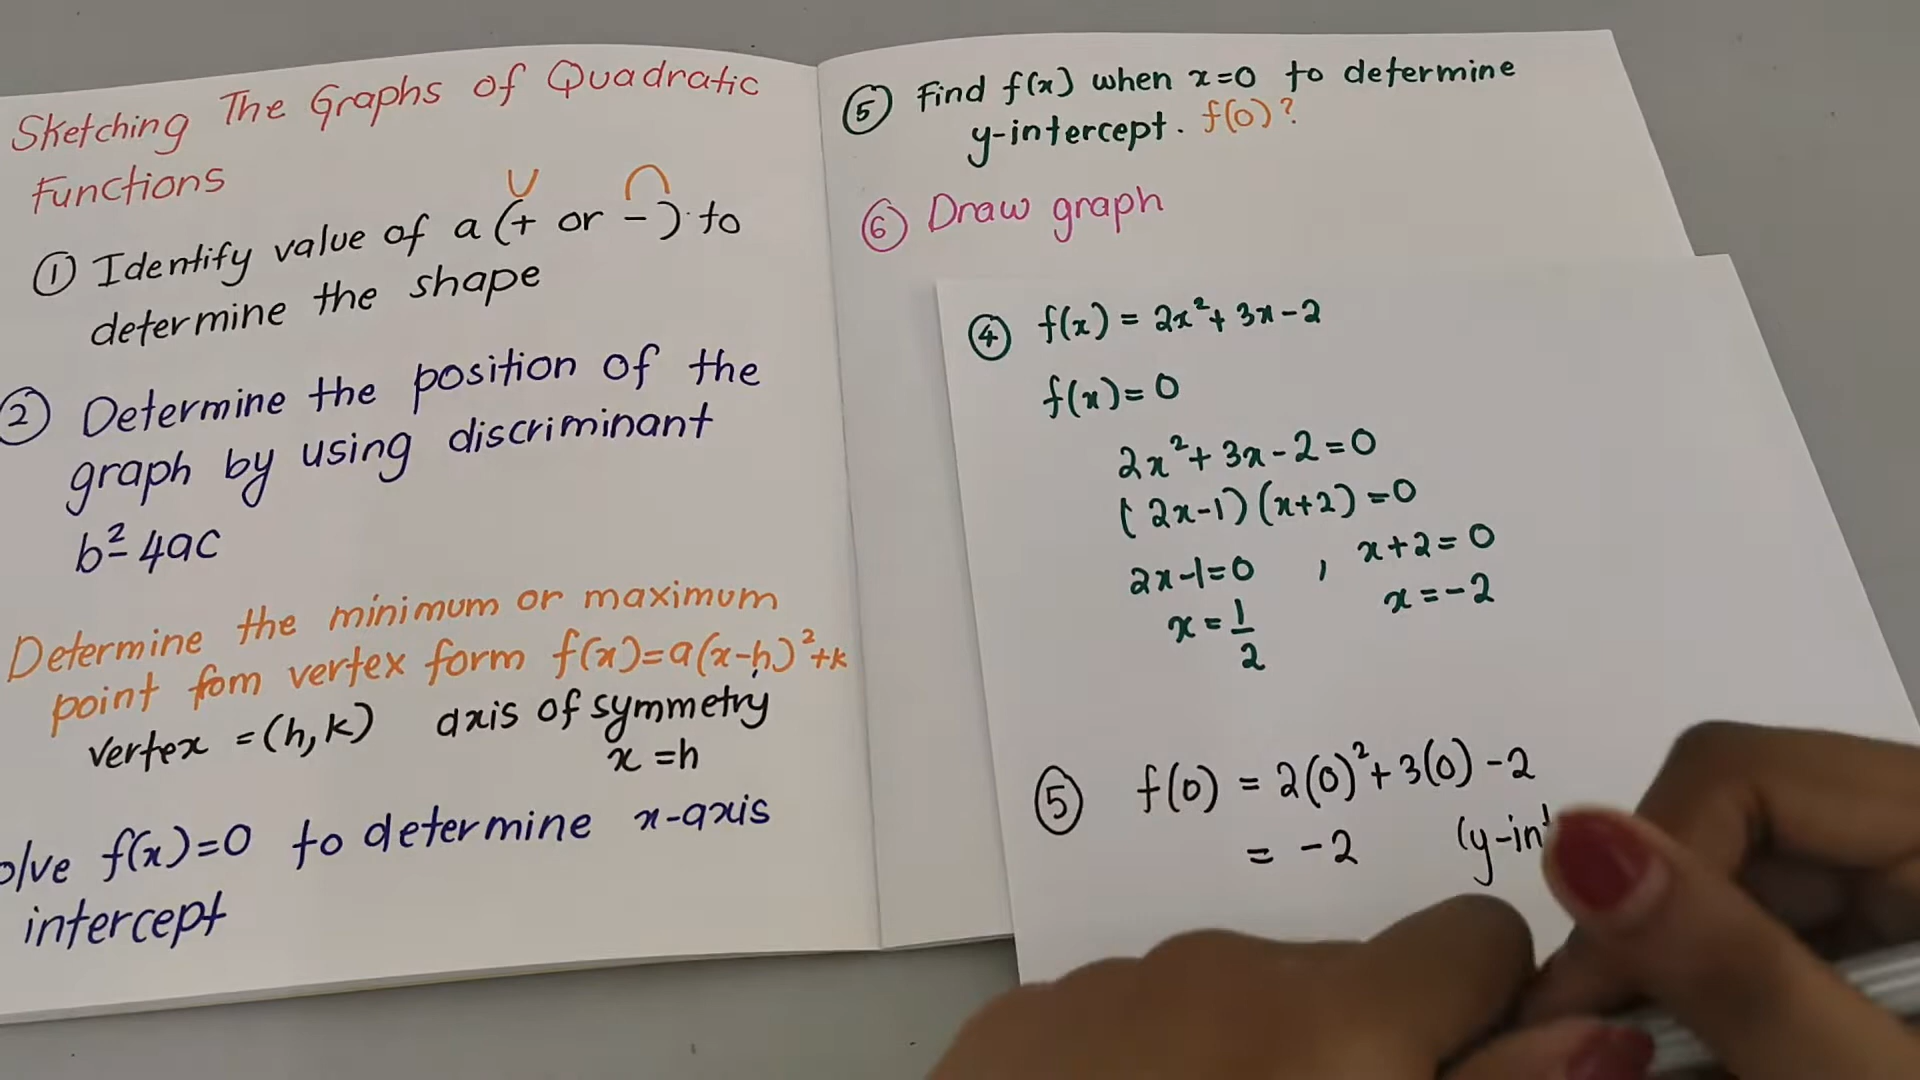 Sketching The Graphs of Quadratic
Functions
① Identify value of a (+ or -) to
determine the shape
② Determine the position of the
graph by using discriminant
b²- 4ac
Determine the minimum or maximum
point fom vertex form f(x)=a(x-h)²+k
vertex = (h,k) axis of symmetry
x = h
olve f(x)=0 to determine x-axis
intercept
⑤ Find f(x) when x=0 to determine
y-intercept. f(0)?
⑥ Draw graph
④ f(x) = 2x²+ 3x-2
f(x)= 0
2x²+ 3x-2=0
(2x-1)(x+2)=0
2x-1=0 , x+2=0
x = 1/2 x = -2
⑤ f(0) = 2(0)²+3(0)-2
= -2 (y-int